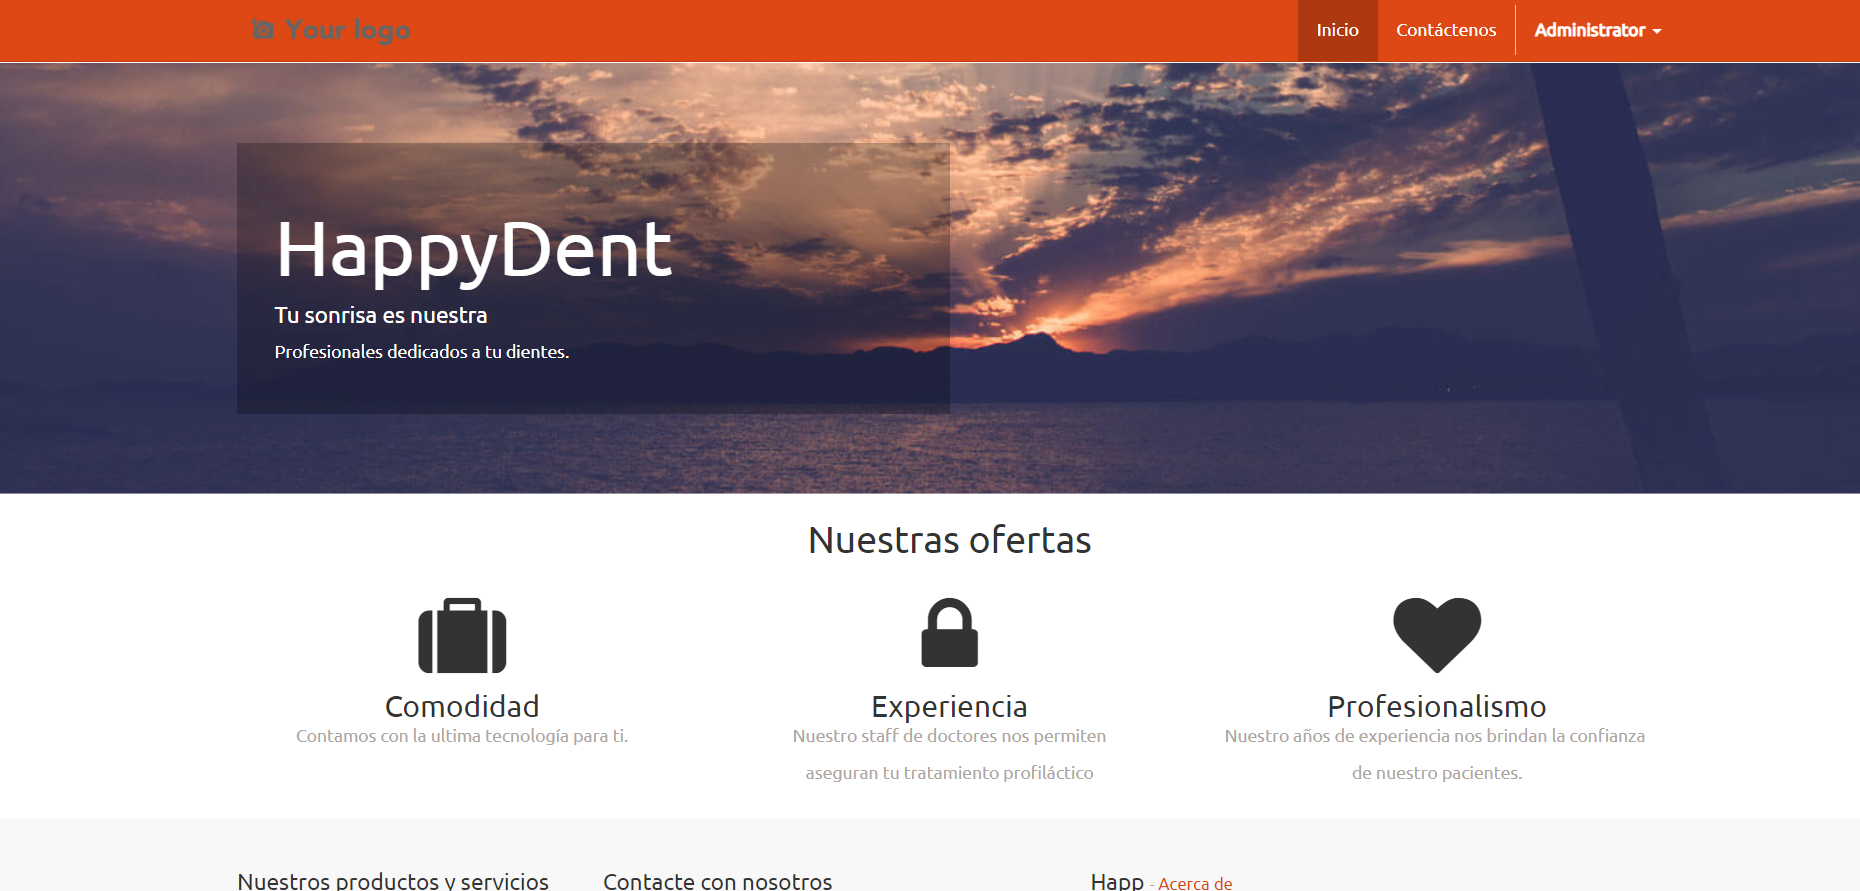 Your logo
Inicio
Contáctenos
Administrator
HappyDent
Tu sonrisa es nuestra
Profesionales dedicados a tu dientes.
Nuestras ofertas
Comodidad
Contamos con la ultima tecnología para ti.
Experiencia
Nuestro staff de doctores nos permiten
aseguran tu tratamiento profiláctico
Profesionalismo
Nuestro años de experiencia nos brindan la confianza
de nuestro pacientes.
Nuestros productos y servicios
Contacte con nosotros
Happ - Acerca de